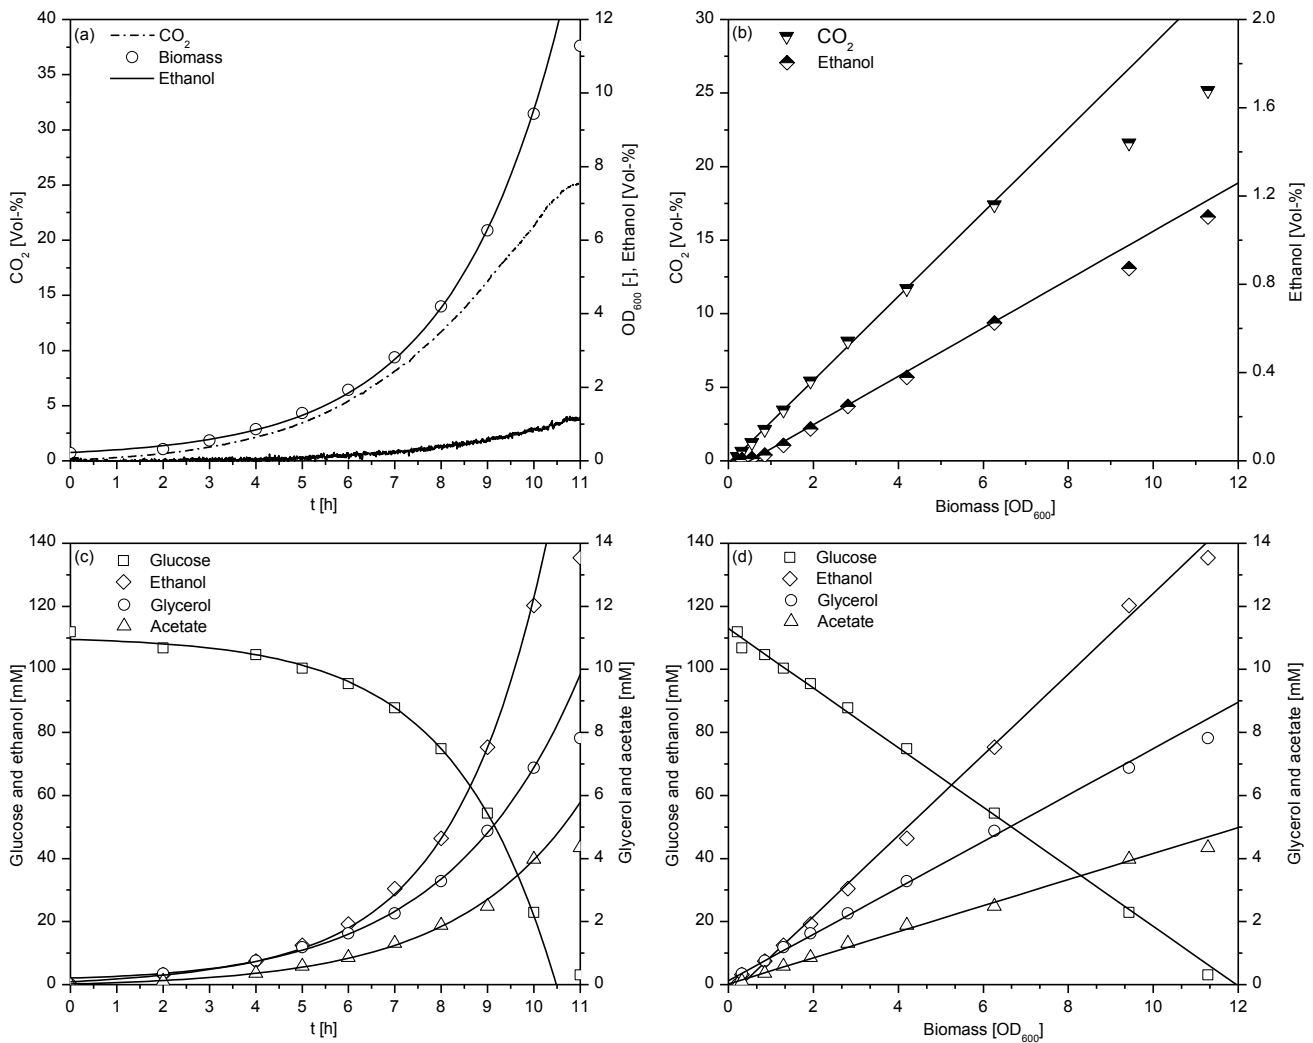 (a)
CO2
Biomass
Ethanol
40
35
30
25
20
15
10
5
0
CO2 [Vol-%]
12
10
8
6
4
2
0
OD600 [-], Ethanol [Vol-%]
0 1 2 3 4 5 6 7 8 9 10 11
t [h]
(b)
CO2
Ethanol
30
25
20
15
10
5
0
CO2 [Vol-%]
2.0
1.6
1.2
0.8
0.4
0.0
Ethanol [Vol-%]
0 2 4 6 8 10 12
Biomass [OD600]
(c)
Glucose
Ethanol
Glycerol
Acetate
140
120
100
80
60
40
20
0
Glucose and ethanol [mM]
14
12
10
8
6
4
2
0
Glycerol and acetate [mM]
0 1 2 3 4 5 6 7 8 9 10 11
t [h]
(d)
Glucose
Ethanol
Glycerol
Acetate
140
120
100
80
60
40
20
0
Glucose and ethanol [mM]
14
12
10
8
6
4
2
0
Glycerol and acetate [mM]
0 2 4 6 8 10 12
Biomass [OD600]